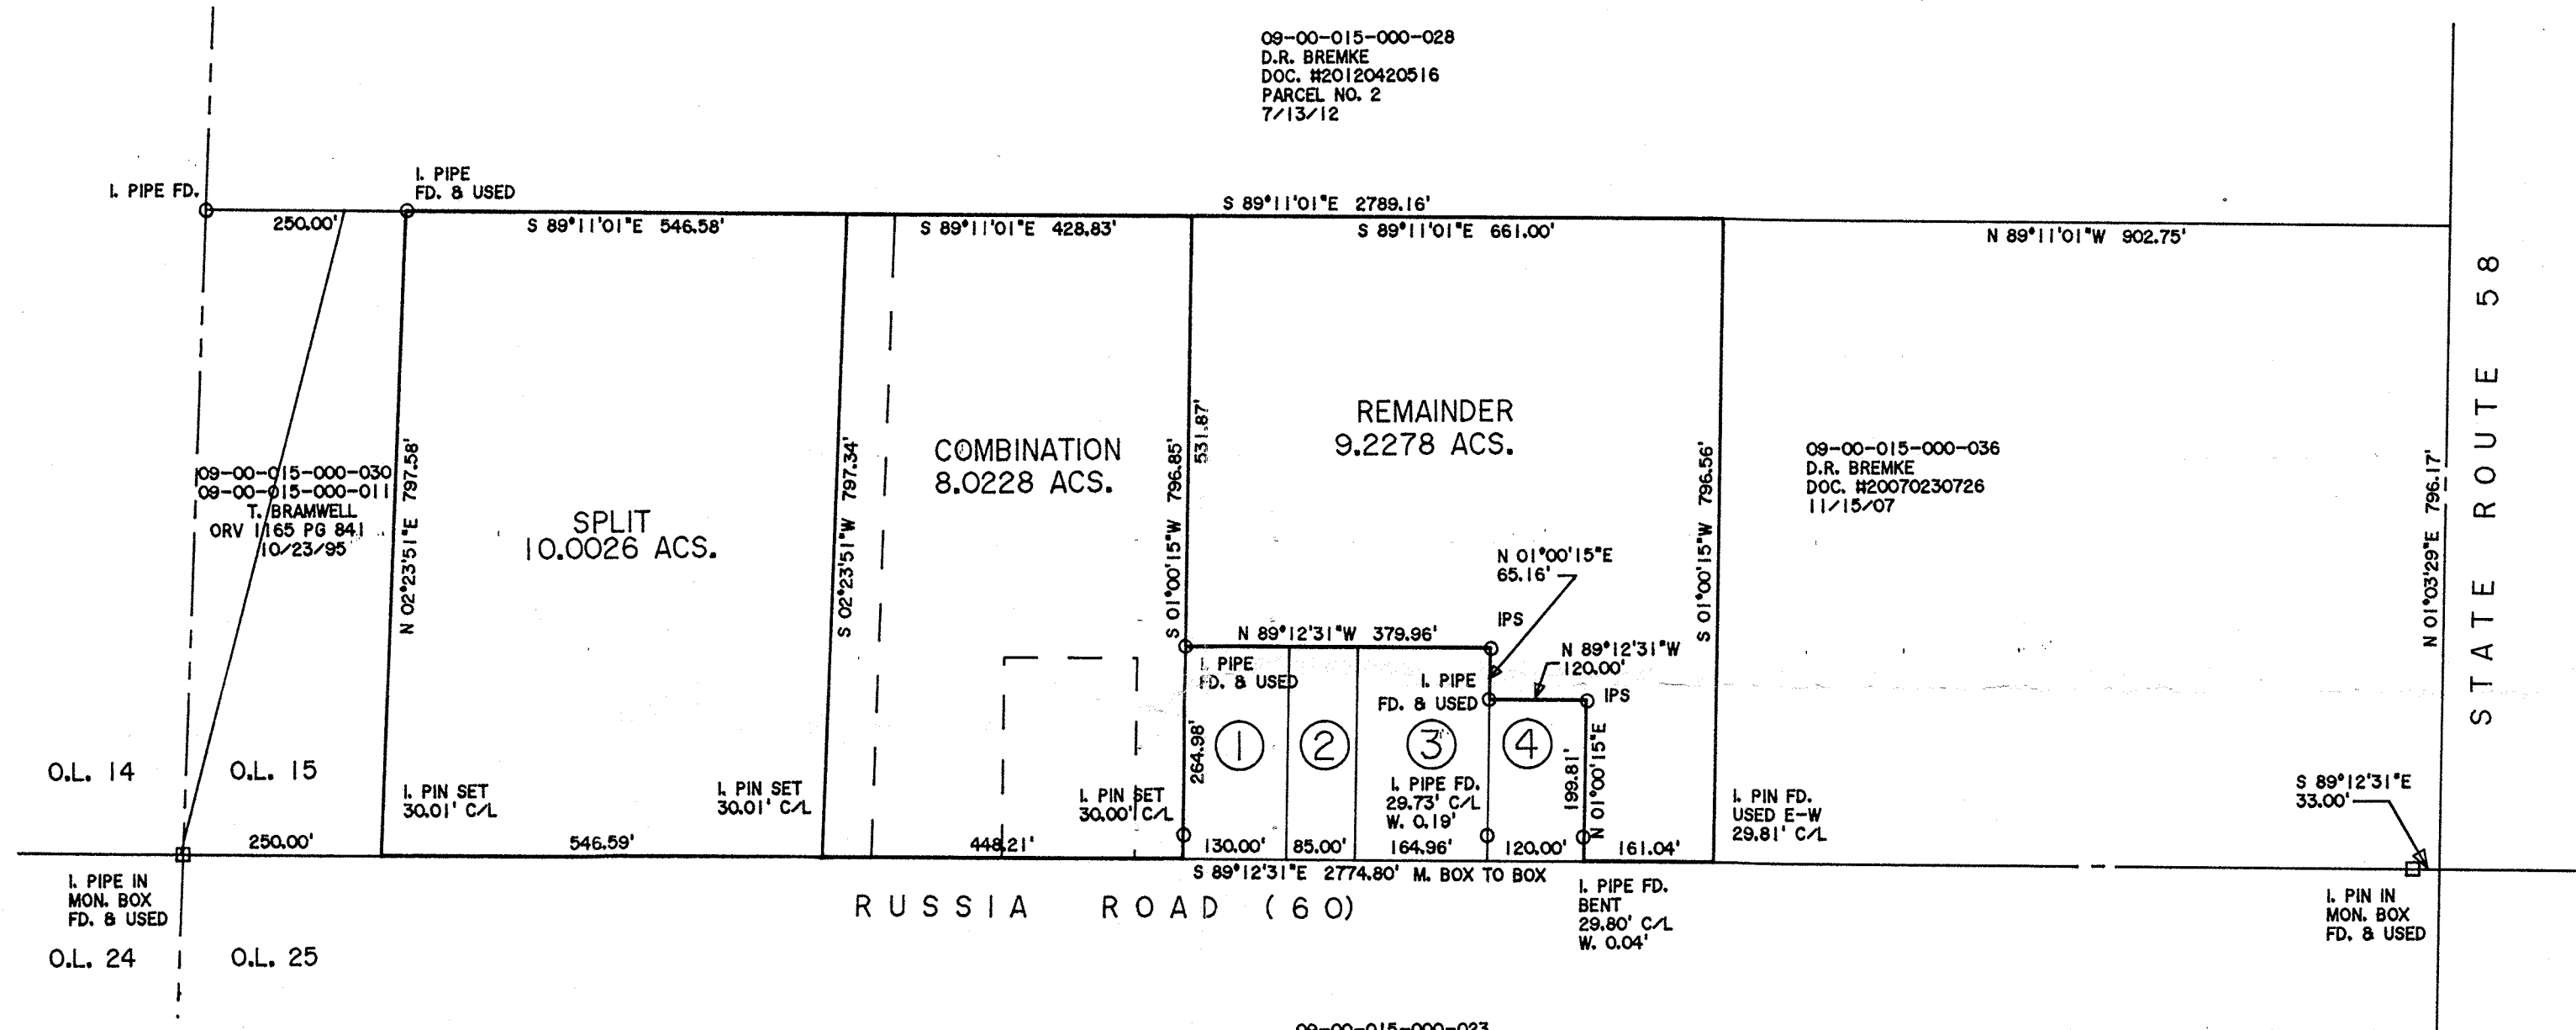 09-00-015-000-028
D.R. BREMKE
DOC. #20120420516
PARCEL NO. 2
7/13/12
I. PIPE FD.
I. PIPE
FD. & USED
S 89°11'01"E 2789.16'
250.00'
S 89°11'01"E 546.58'
S 89°11'01"E 428.83'
S 89°11'01"E 661.00'
N 89°11'01"W 902.75'
STATE ROUTE 58
09-00-015-000-030
09-00-015-000-011
T. BRAMWELL
ORV 1165 PG 841
10/23/95
N 02°23'51"E 797.58'
SPLIT
10.0026 ACS.
S 02°23'51"W 797.34'
COMBINATION
8.0228 ACS.
S 01°00'15"W 796.85'
531.87'
REMAINDER
9.2278 ACS.
S 01°00'15"W 796.56'
09-00-015-000-036
D.R. BREMKE
DOC. #20070230726
11/15/07
N 01°03'29"E 796.17'
N 01°00'15"E
65.16'
IPS
N 89°12'31"W 379.96'
N 89°12'31"W
120.00'
I. PIPE
FD. & USED
I. PIPE
FD. & USED
IPS
264.98'
1
2
3
4
199.81'
N 01°00'15"E
O.L. 14
O.L. 15
I. PIN SET
30.01' C/L
I. PIN SET
30.01' C/L
I. PIN SET
30.00' C/L
I. PIPE FD.
29.73' C/L
W. 0.19'
I. PIN FD.
USED E-W
29.81' C/L
S 89°12'31"E
33.00'
250.00'
546.59'
448.21'
130.00'
85.00'
164.96'
120.00'
161.04'
S 89°12'31"E 2774.80' M. BOX TO BOX
I. PIPE IN
MON. BOX
FD. & USED
RUSSIA ROAD (60)
I. PIPE FD.
BENT
29.80' C/L
W. 0.04'
I. PIN IN
MON. BOX
FD. & USED
O.L. 24
O.L. 25
09-00-015-000-023